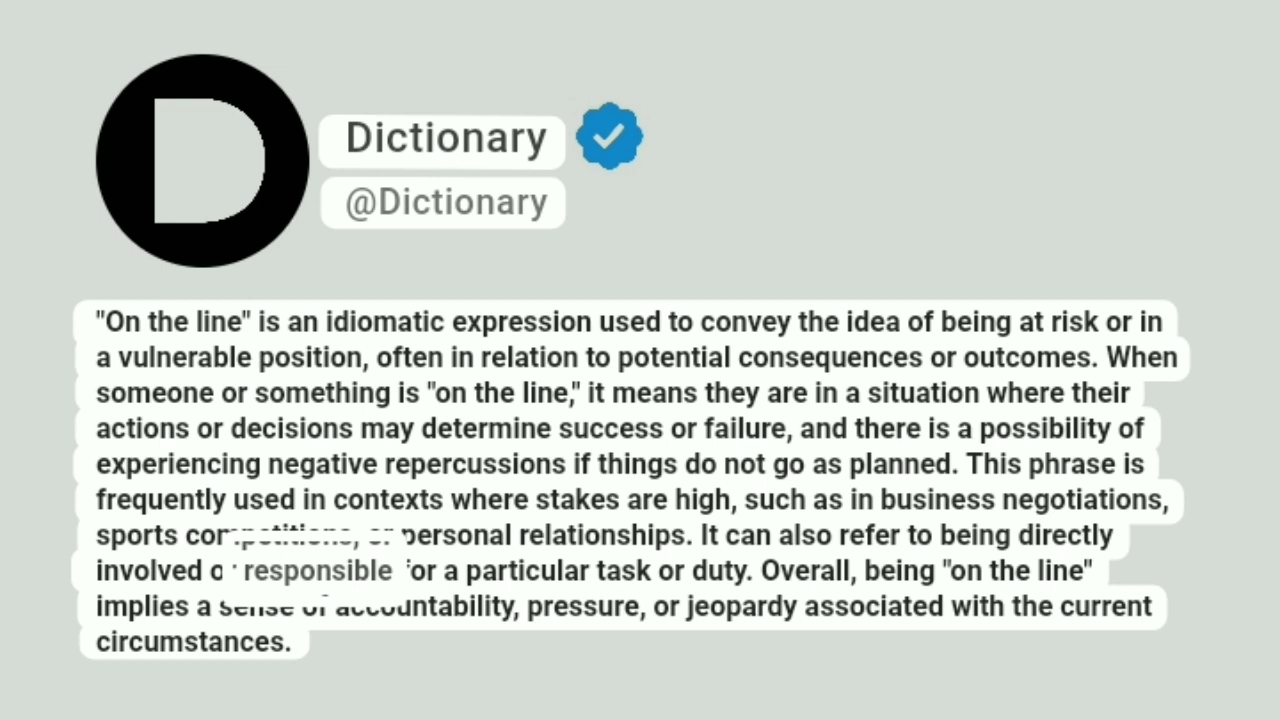 D
Dictionary
@Dictionary
"On the line" is an idiomatic expression used to convey the idea of being at risk or in
a vulnerable position, often in relation to potential consequences or outcomes. When
someone or something is "on the line," it means they are in a situation where their
actions or decisions may determine success or failure, and there is a possibility of
experiencing negative repercussions if things do not go as planned. This phrase is
frequently used in contexts where stakes are high, such as in business negotiations,
sports competitions, or personal relationships. It can also refer to being directly
involved or responsible for a particular task or duty. Overall, being "on the line"
implies a sense of accountability, pressure, or jeopardy associated with the current
circumstances.